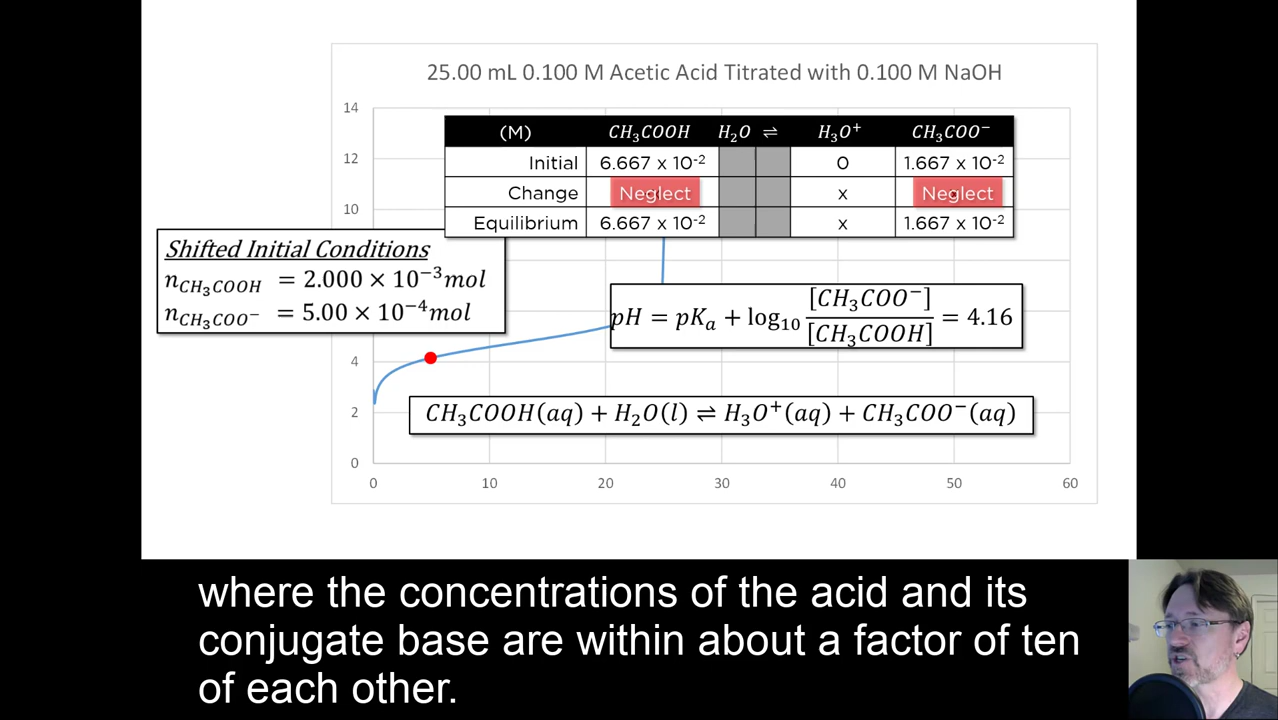 25.00 mL 0.100 M Acetic Acid Titrated with 0.100 M NaOH
14
12
10
4
2
0
0 10 20 30 40 50 60
(M) CH₃COOH H₂O ⇌ H₃O⁺ CH₃COO⁻
Initial 6.667 x 10⁻² 0 1.667 x 10⁻²
Change Neglect x Neglect
Equilibrium 6.667 x 10⁻² x 1.667 x 10⁻²
Shifted Initial Conditions
n_CH₃COOH = 2.000 × 10⁻³ mol
n_CH₃COO⁻ = 5.00 × 10⁻⁴ mol
pH = pKₐ + log₁₀ [CH₃COO⁻] / [CH₃COOH] = 4.16
CH₃COOH(aq) + H₂O(l) ⇌ H₃O⁺(aq) + CH₃COO⁻(aq)
where the concentrations of the acid and its
conjugate base are within about a factor of ten
of each other.